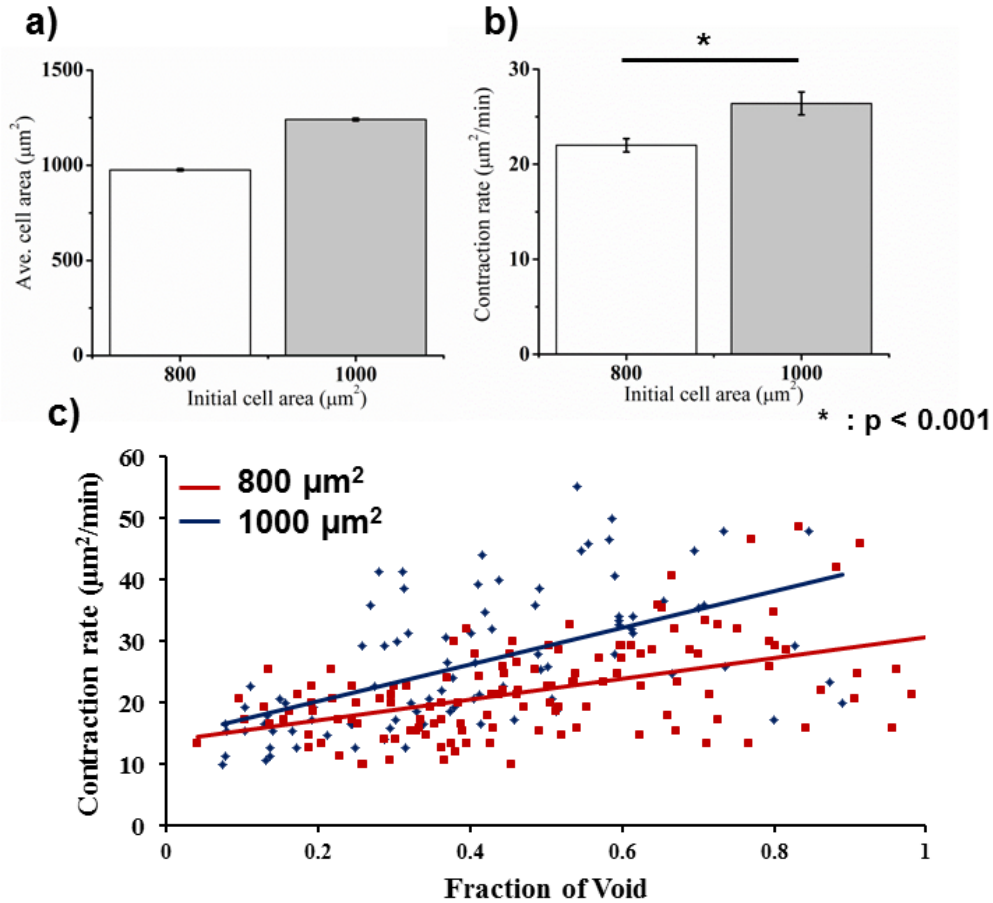 a)
1500
1000
500
0
Ave. cell area (μm²)
800 1000
Initial cell area (μm²)
b)
*
30
20
10
0
Contraction rate (μm²/min)
800 1000
Initial cell area (μm²)
* : p < 0.001
c)
60
50
40
30
20
10
0
Contraction rate (μm²/min)
800 μm²
1000 μm²
0 0.2 0.4 0.6 0.8 1
Fraction of Void